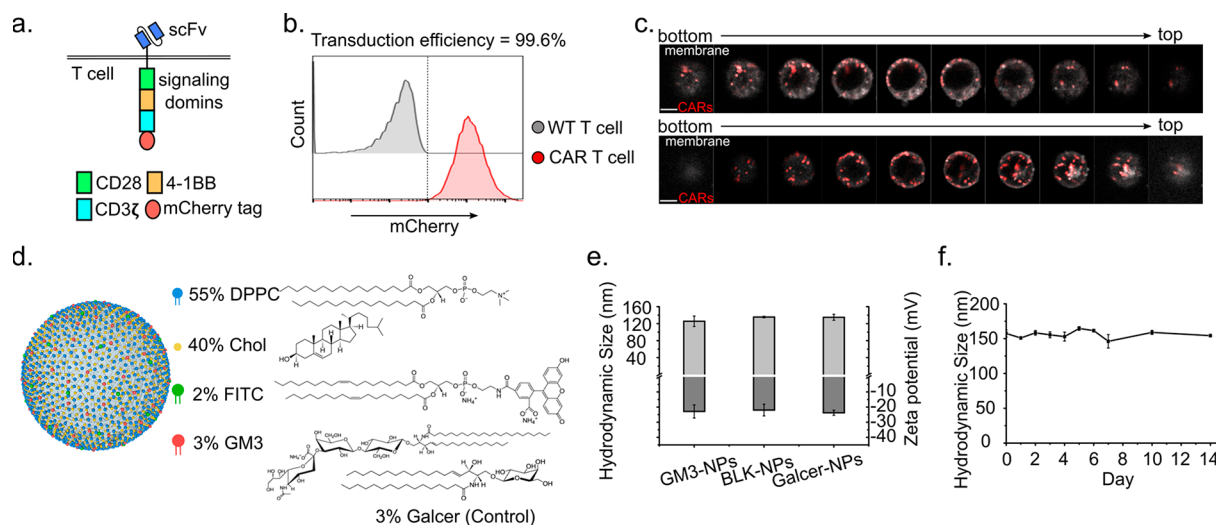 a.
scFv
T cell
signaling
domins
CD28
4-1BB
CD3ζ
mCherry tag
b.
Transduction efficiency = 99.6%
Count
mCherry
WT T cell
CAR T cell
c.
bottom
top
membrane
CARs
bottom
top
membrane
CARs
d.
55% DPPC
40% Chol
2% FITC
3% GM3
3% Galcer (Control)
e.
Hydrodynamic Size (nm)
160
120
80
40
Zeta potential (mV)
-10
-20
-30
-40
GM3-NPs
BLK-NPs
Galcer-NPs
f.
Hydrodynamic Size (nm)
200
150
100
50
0
0 2 4 6 8 10 12 14
Day